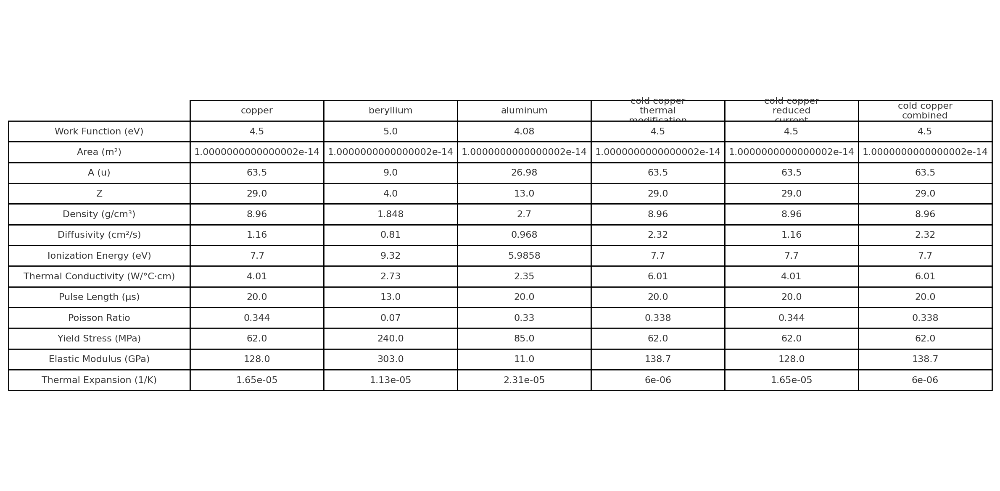 copper beryllium aluminum cold copper thermal modification cold copper reduced current cold copper combined
Work Function (eV) 4.5 5.0 4.08 4.5 4.5 4.5
Area (m²) 1.0000000000000002e-14 1.0000000000000002e-14 1.0000000000000002e-14 1.0000000000000002e-14 1.0000000000000002e-14 1.0000000000000002e-14
A (u) 63.5 9.0 26.98 63.5 63.5 63.5
Z 29.0 4.0 13.0 29.0 29.0 29.0
Density (g/cm³) 8.96 1.848 2.7 8.96 8.96 8.96
Diffusivity (cm²/s) 1.16 0.81 0.968 2.32 1.16 2.32
Ionization Energy (eV) 7.7 9.32 5.9858 7.7 7.7 7.7
Thermal Conductivity (W/°C·cm) 4.01 2.73 2.35 6.01 4.01 6.01
Pulse Length (μs) 20.0 13.0 20.0 20.0 20.0 20.0
Poisson Ratio 0.344 0.07 0.33 0.338 0.344 0.338
Yield Stress (MPa) 62.0 240.0 85.0 62.0 62.0 62.0
Elastic Modulus (GPa) 128.0 303.0 11.0 138.7 128.0 138.7
Thermal Expansion (1/K) 1.65e-05 1.13e-05 2.31e-05 6e-06 1.65e-05 6e-06